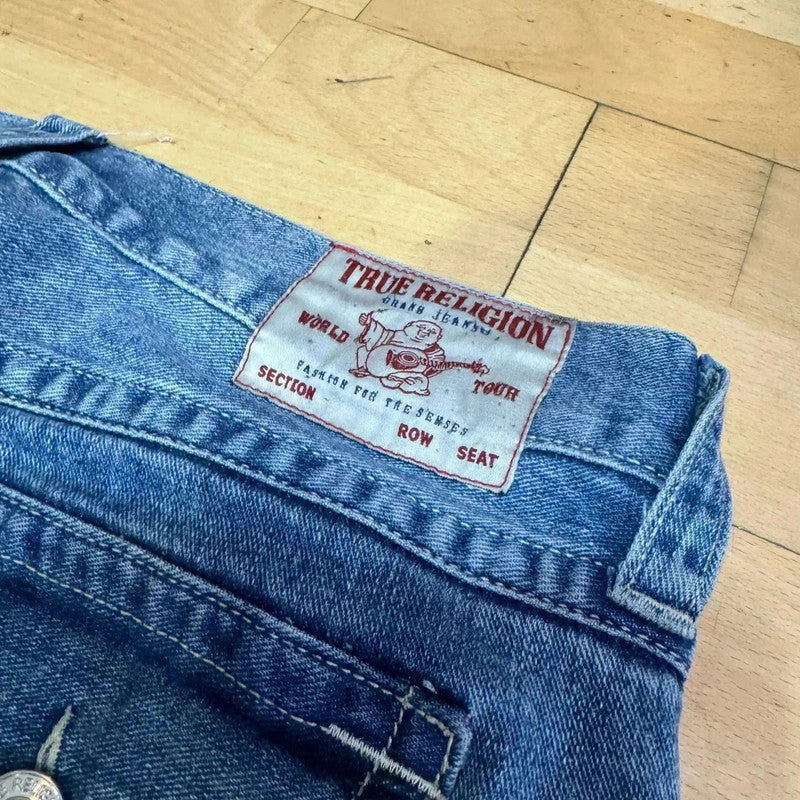 TRUE RELIGION
BRAND JEANS
WORLD TOUR
FASHION FOR THE SENSES
SECTION ROW SEAT